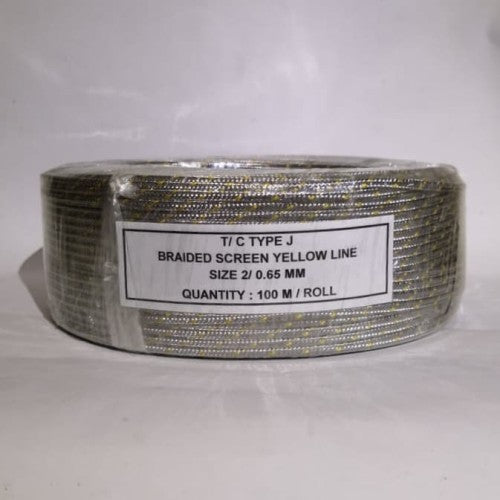 T/ C TYPE J
BRAIDED SCREEN YELLOW LINE
SIZE 2/ 0.65 MM
QUANTITY : 100 M / ROLL